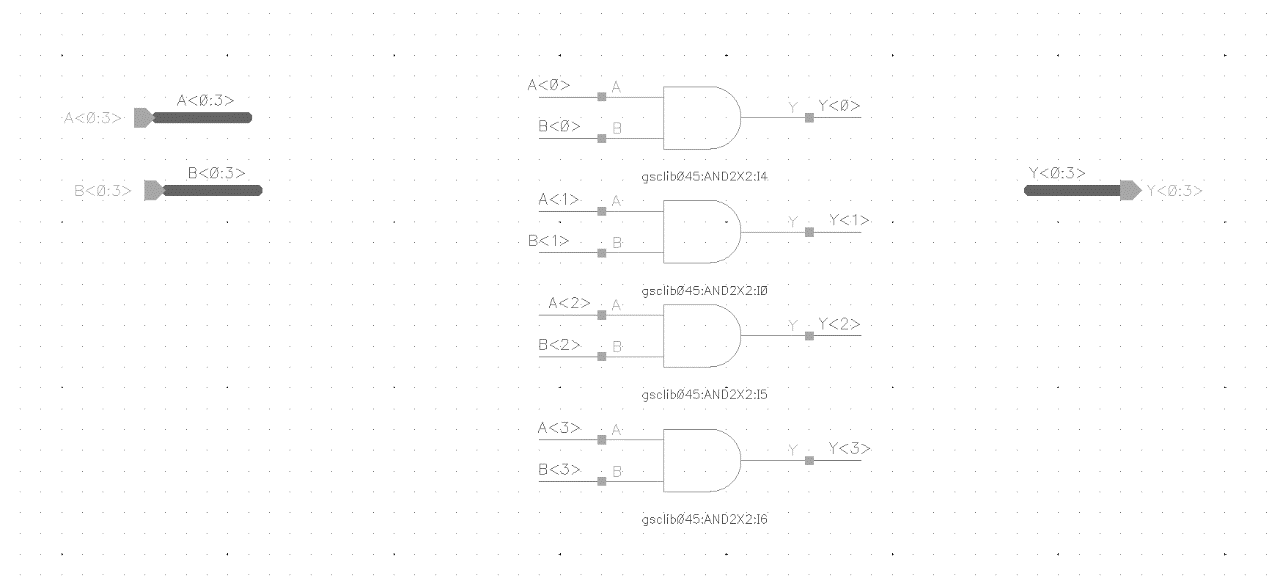 A<0:3>
A<0:3>
B<0:3>
B<0:3>
A<0> A
B<0> B
Y Y<0>
gsclib045:AND2X2:I4
A<1> A
B<1> B
Y Y<1>
gsclib045:AND2X2:I0
A<2> A
B<2> B
Y Y<2>
gsclib045:AND2X2:I5
A<3> A
B<3> B
Y Y<3>
gsclib045:AND2X2:I6
Y<0:3>
Y<0:3>